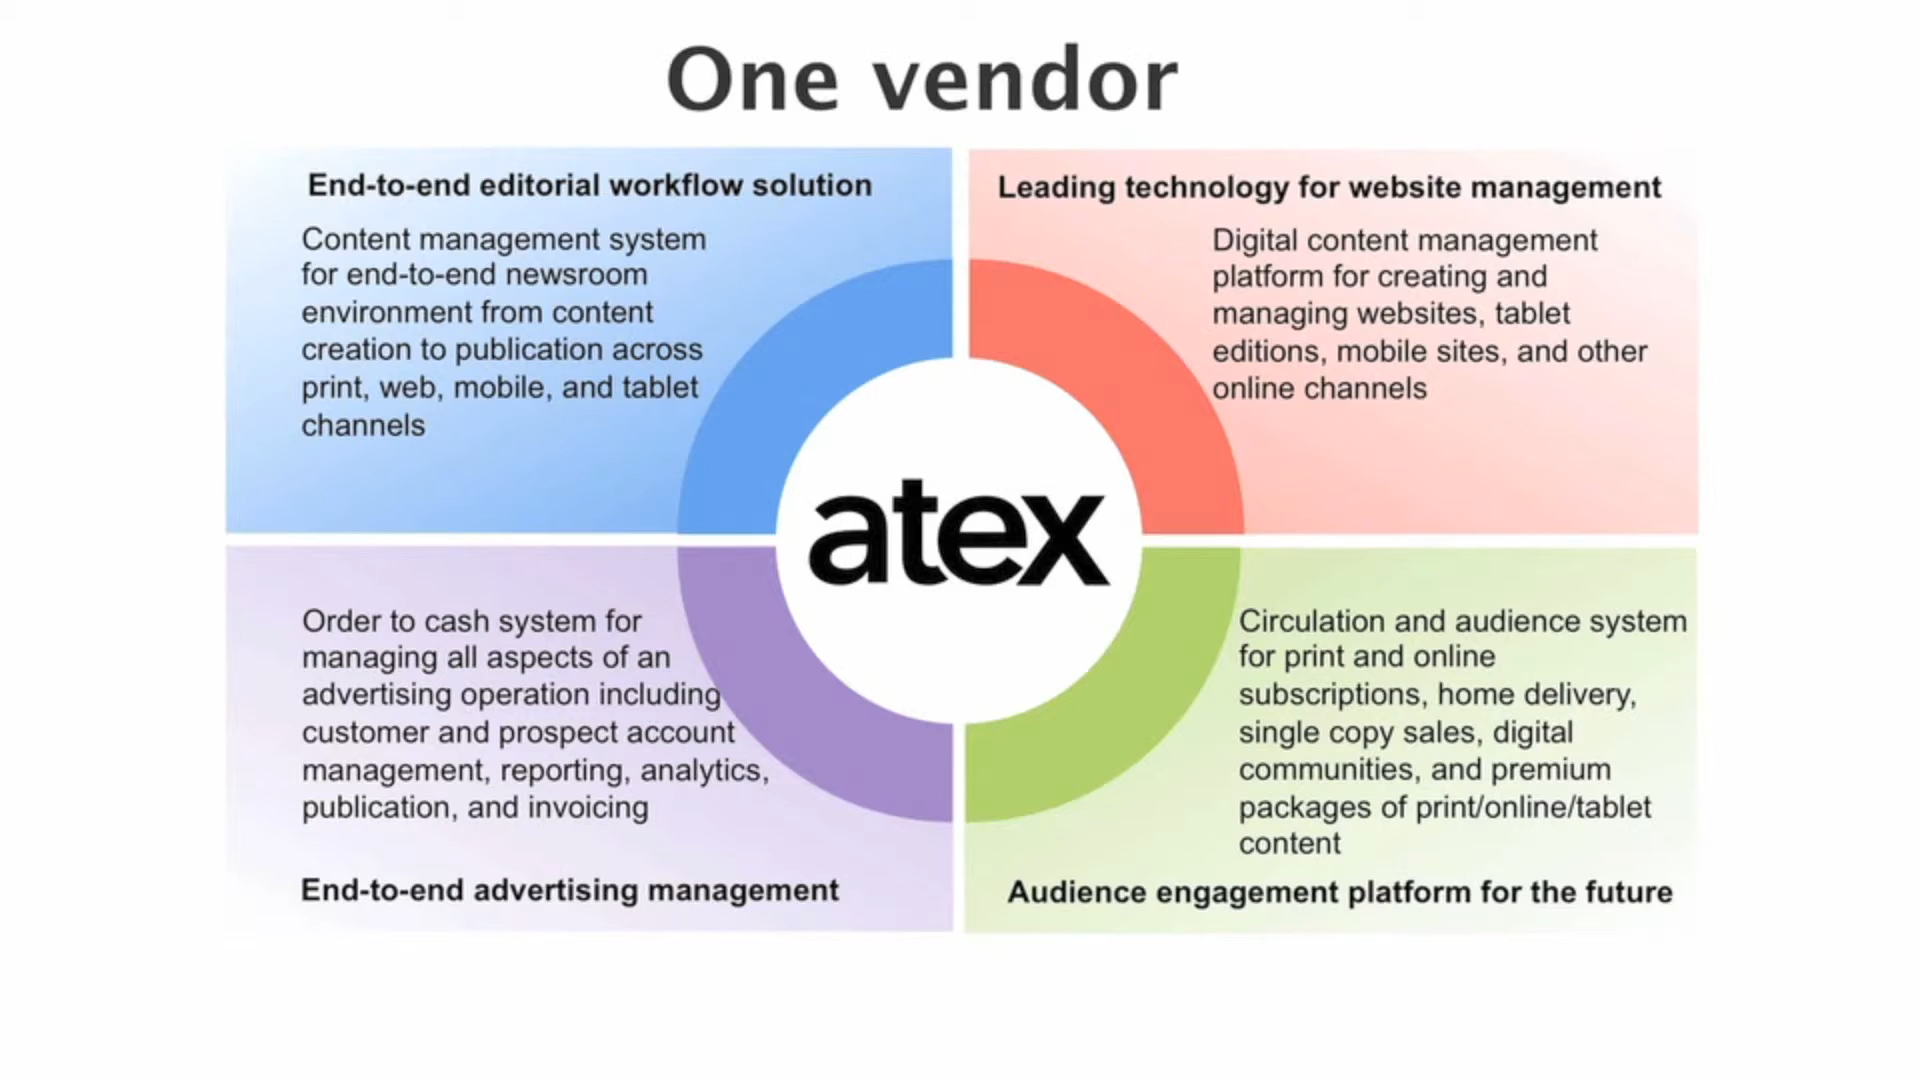 One vendor
End-to-end editorial workflow solution
Content management system
for end-to-end newsroom
environment from content
creation to publication across
print, web, mobile, and tablet
channels
Leading technology for website management
Digital content management
platform for creating and
managing websites, tablet
editions, mobile sites, and other
online channels
atex
Order to cash system for
managing all aspects of an
advertising operation including
customer and prospect account
management, reporting, analytics,
publication, and invoicing
End-to-end advertising management
Circulation and audience system
for print and online
subscriptions, home delivery,
single copy sales, digital
communities, and premium
packages of print/online/tablet
content
Audience engagement platform for the future